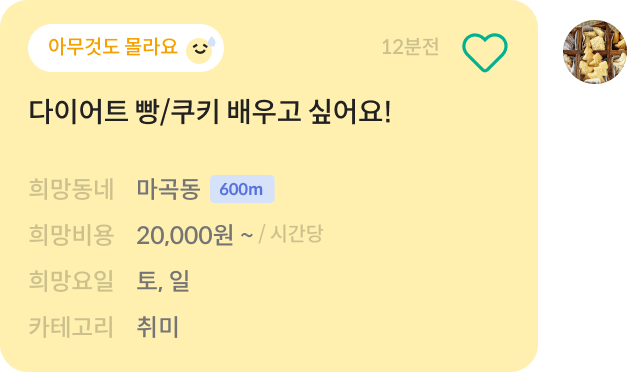 아무것도 몰라요
12분전
다이어트 빵/쿠키 배우고 싶어요!
희망동네 마곡동 600m
희망비용 20,000원 ~ / 시간당
희망요일 토, 일
카테고리 취미